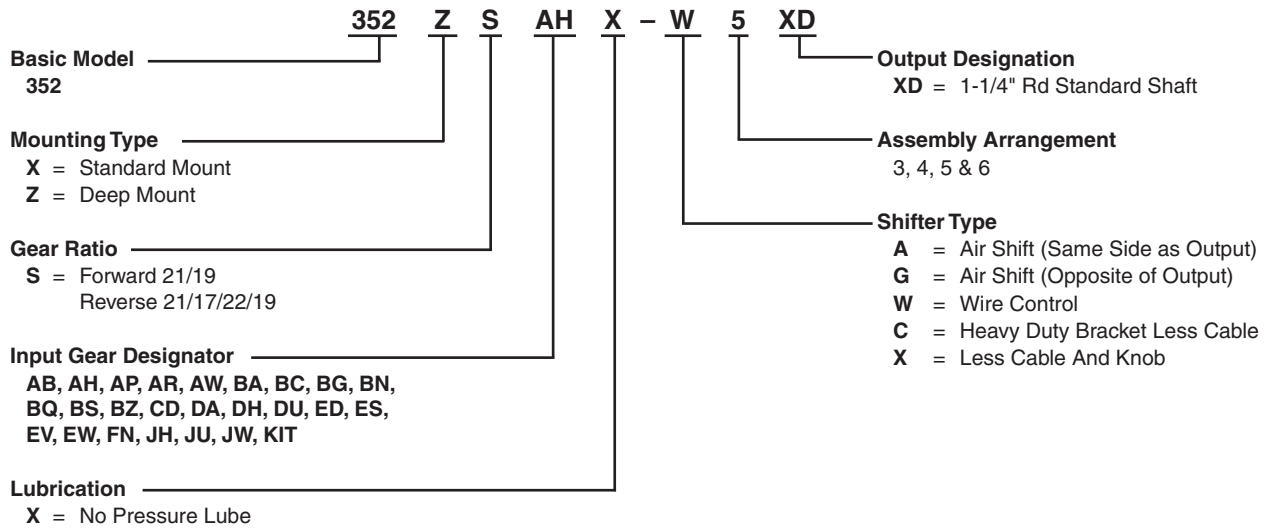 352 Z S AH X – W 5 XD
Basic Model
352
Mounting Type
X = Standard Mount
Z = Deep Mount
Gear Ratio
S = Forward 21/19
Reverse 21/17/22/19
Input Gear Designator
AB, AH, AP, AR, AW, BA, BC, BG, BN,
BQ, BS, BZ, CD, DA, DH, DU, ED, ES,
EV, EW, FN, JH, JU, JW, KIT
Lubrication
X = No Pressure Lube
Output Designation
XD = 1-1/4" Rd Standard Shaft
Assembly Arrangement
3, 4, 5 & 6
Shifter Type
A = Air Shift (Same Side as Output)
G = Air Shift (Opposite of Output)
W = Wire Control
C = Heavy Duty Bracket Less Cable
X = Less Cable And Knob